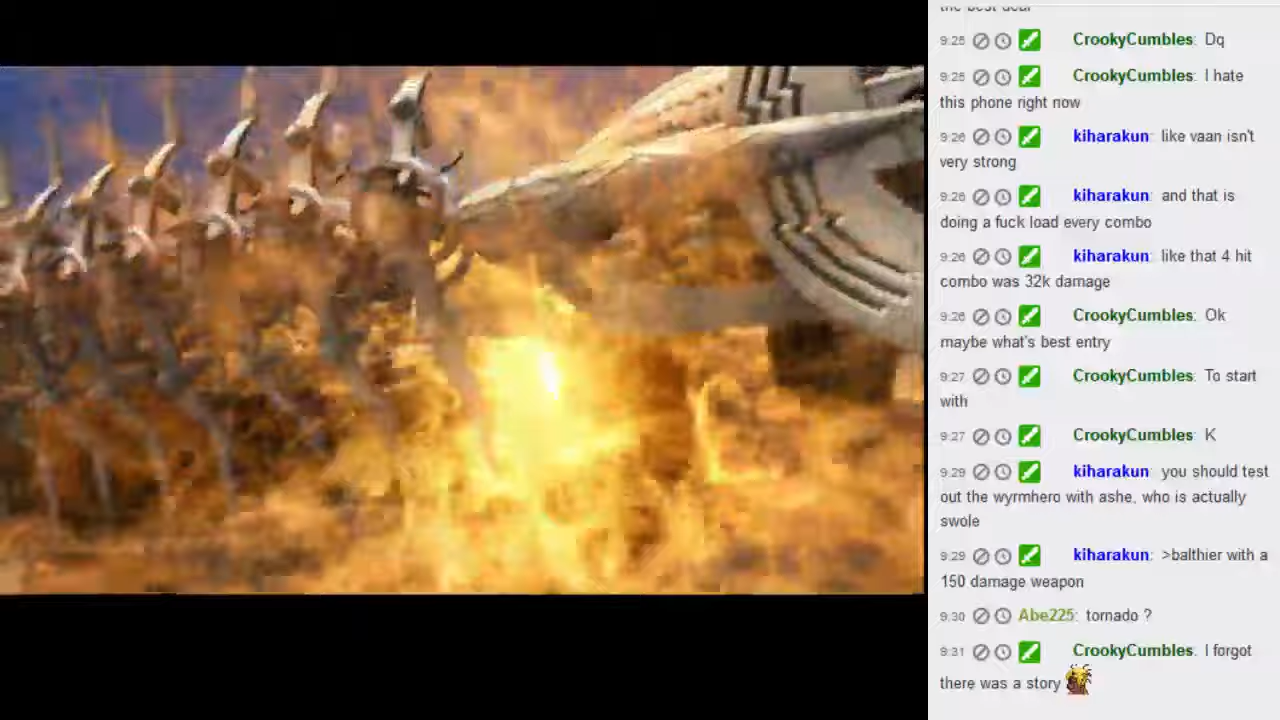 the best deal
9:25 CrookyCumbles: Dq
9:25 CrookyCumbles: I hate
this phone right now
9:26 kiharakun: like vaan isn't
very strong
9:26 kiharakun: and that is
doing a fuck load every combo
9:26 kiharakun: like that 4 hit
combo was 32k damage
9:26 CrookyCumbles: Ok
maybe what's best entry
9:27 CrookyCumbles: To start
with
9:27 CrookyCumbles: K
9:29 kiharakun: you should test
out the wyrmhero with ashe, who is actually
swole
9:29 kiharakun: >balthier with a
150 damage weapon
9:30 Abe225: tornado ?
9:31 CrookyCumbles: I forgot
there was a story